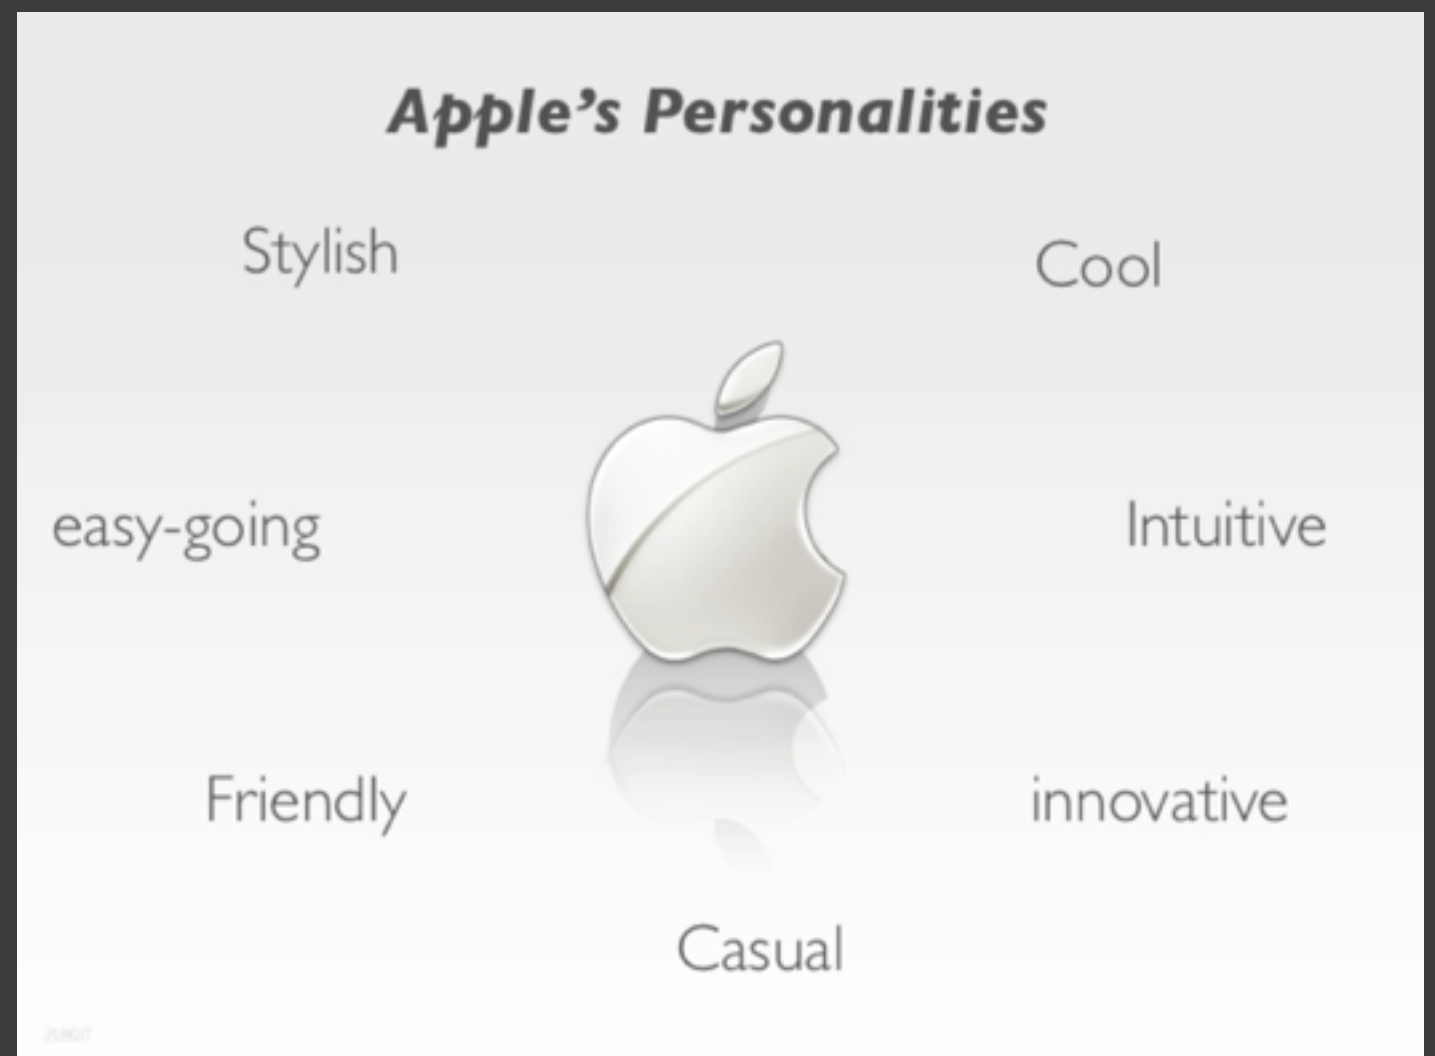 Apple's Personalities
Stylish
Cool
easy-going
Intuitive
Friendly
innovative
Casual